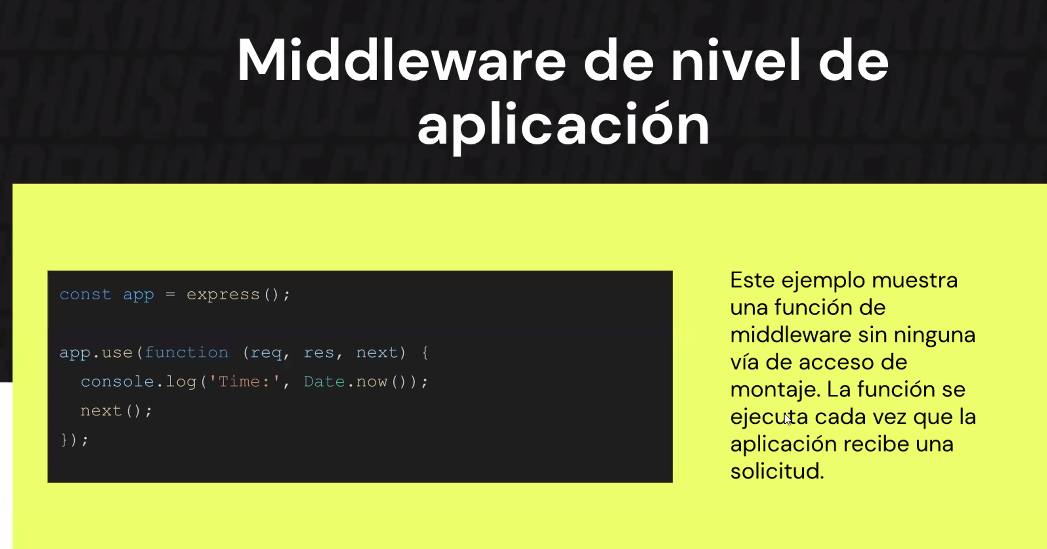 Middleware de nivel de
aplicación
const app = express();
app.use(function (req, res, next) {
  console.log('Time:', Date.now());
  next();
});
Este ejemplo muestra
una función de
middleware sin ninguna
vía de acceso de
montaje. La función se
ejecuta cada vez que la
aplicación recibe una
solicitud.